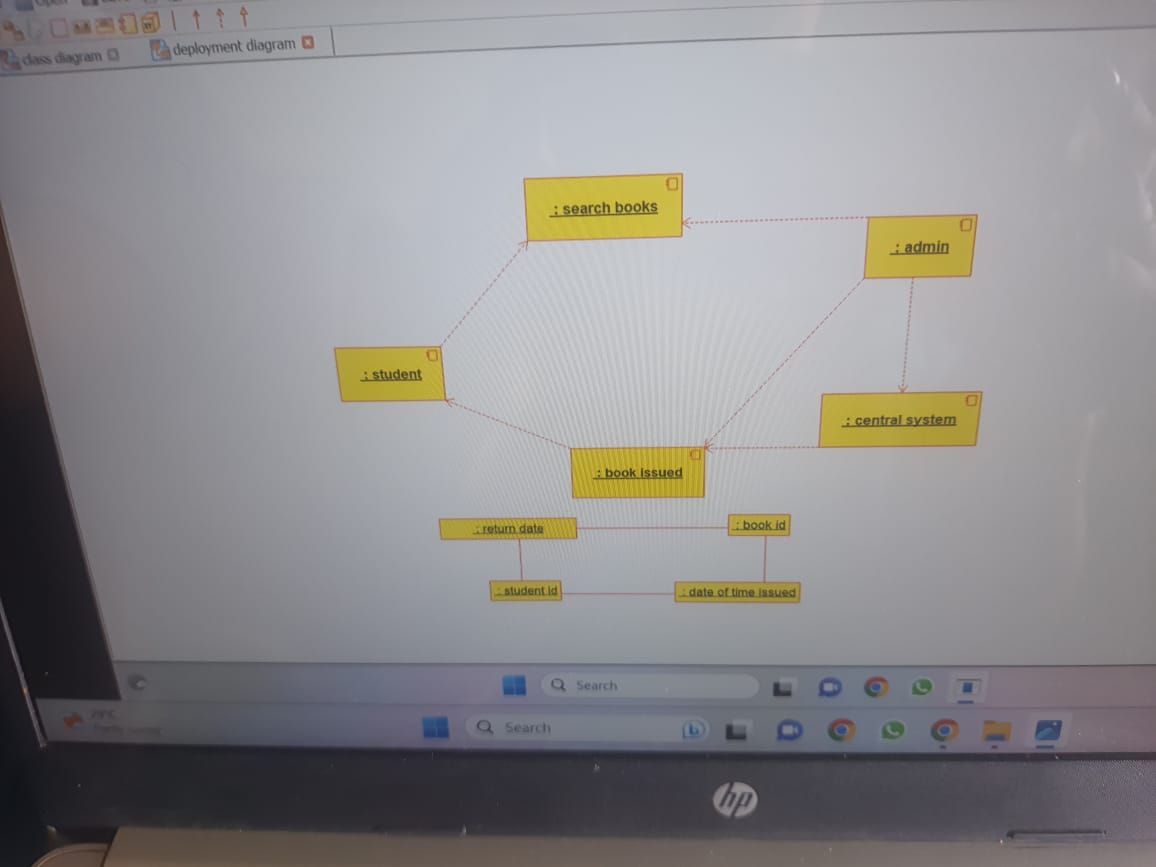 Open
class diagram
deployment diagram
: search books
: admin
: student
: central system
: book issued
: return date
: book id
: student id
: date of time issued
Search
Search
hp